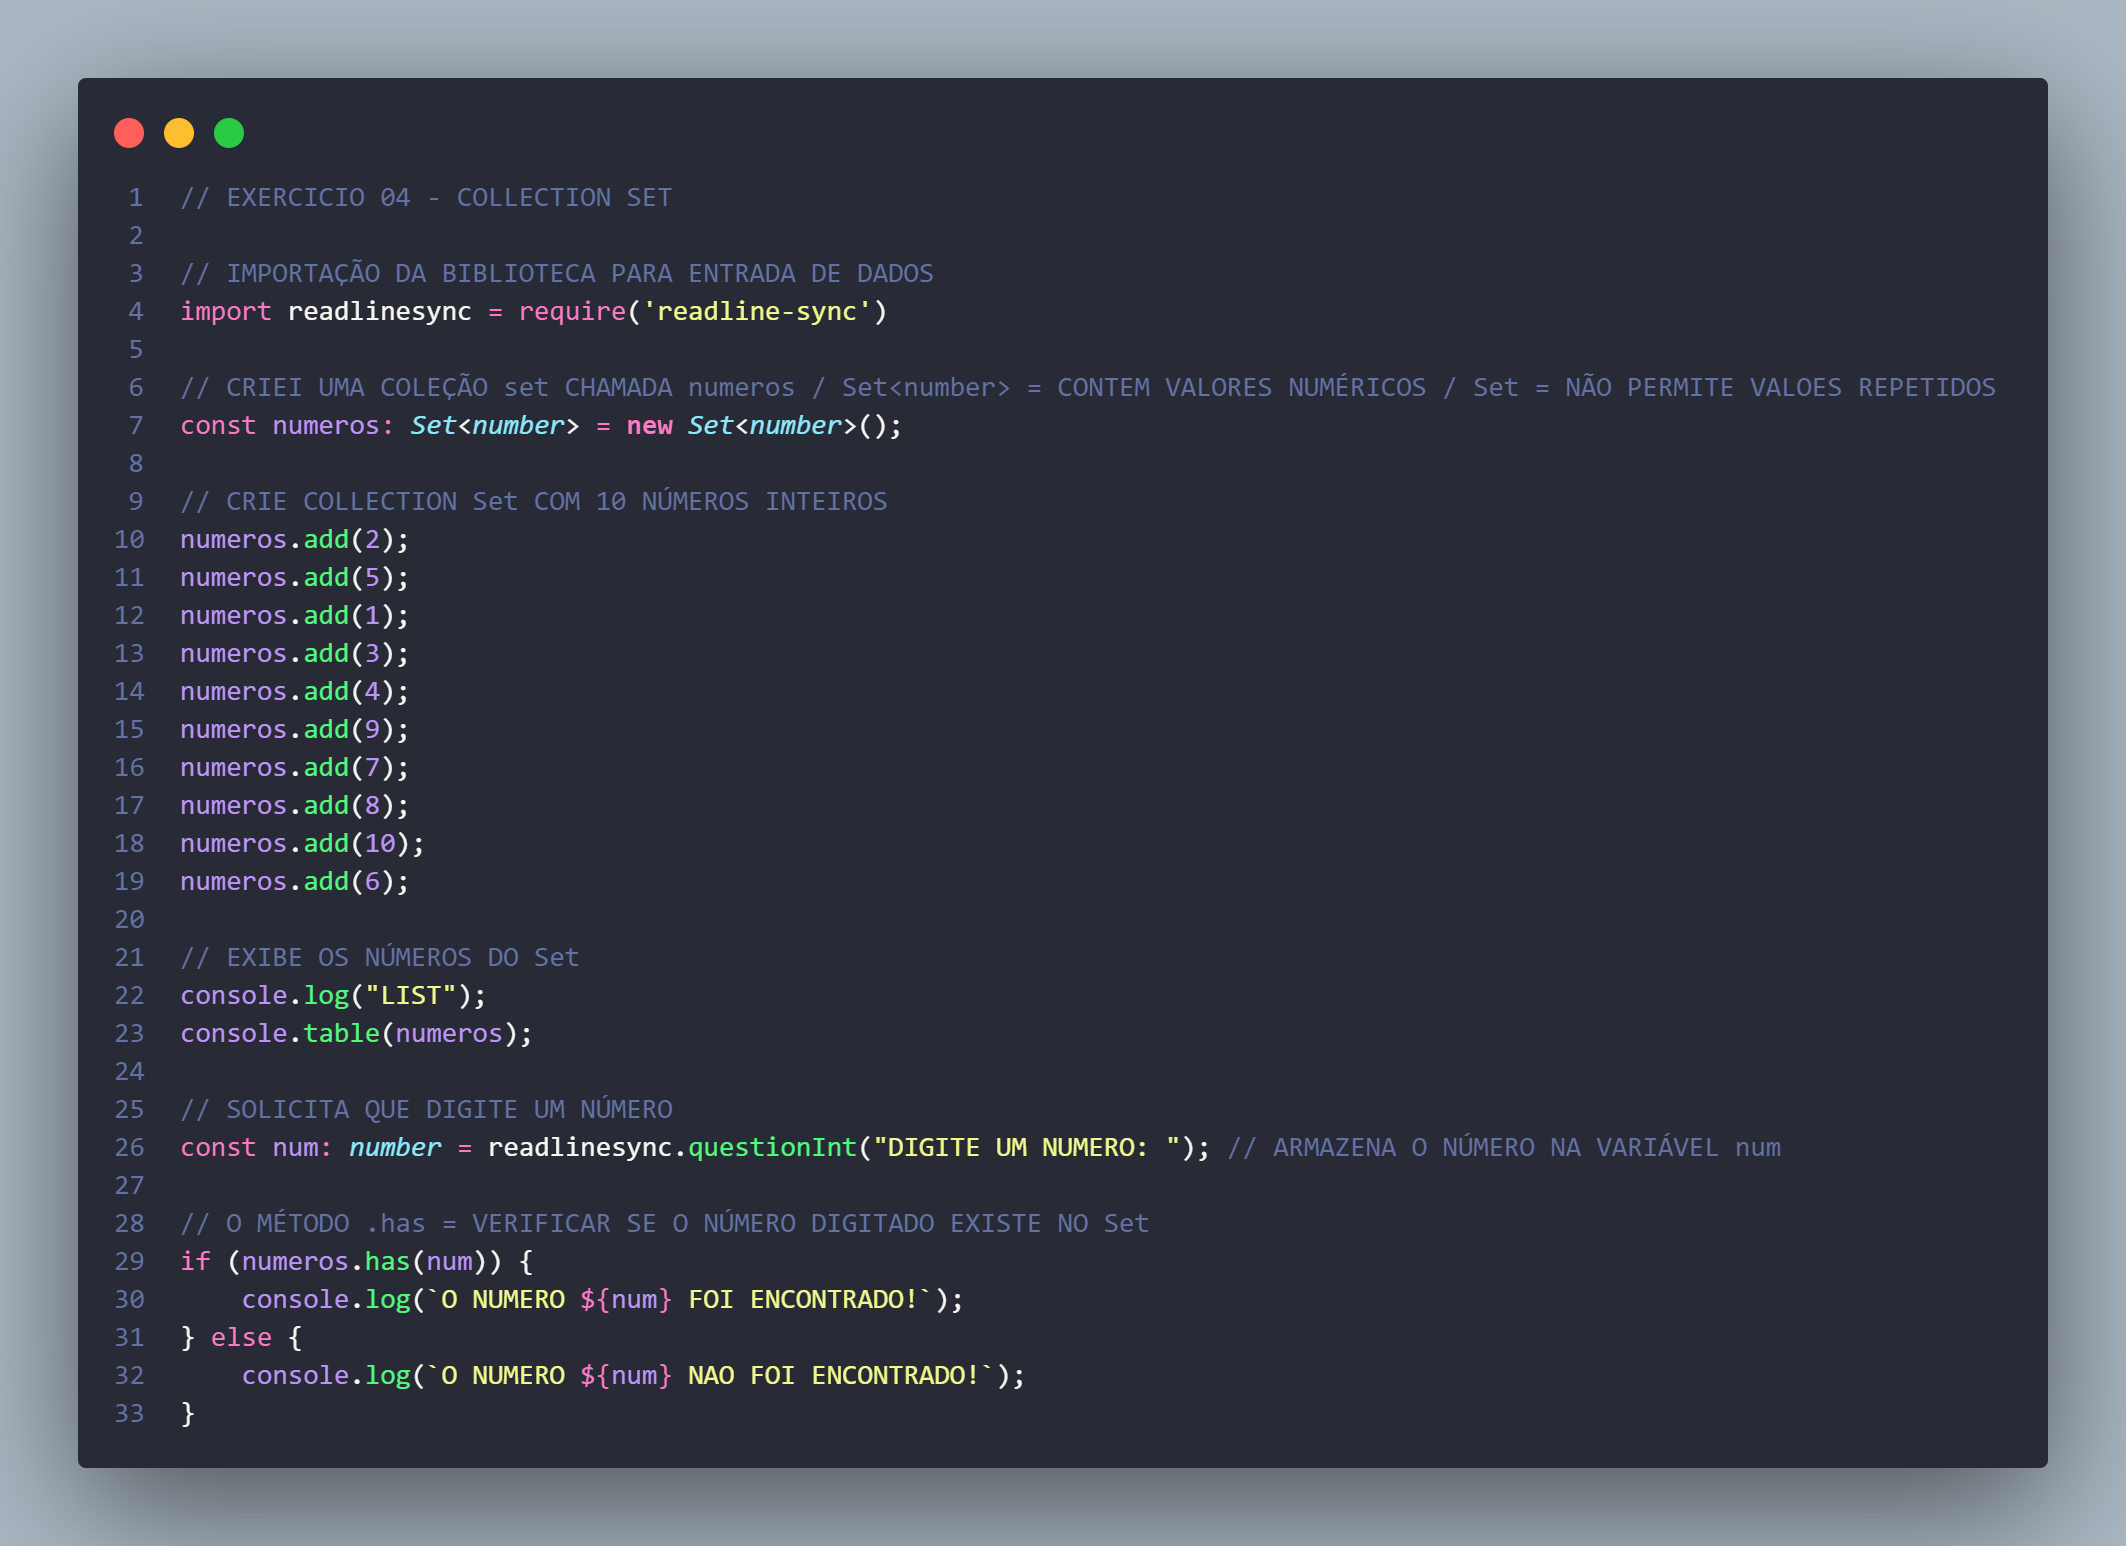 1 // EXERCICIO 04 - COLLECTION SET
2
3 // IMPORTAÇÃO DA BIBLIOTECA PARA ENTRADA DE DADOS
4 import readlinesync = require('readline-sync')
5
6 // CRIEI UMA COLEÇÃO set CHAMADA numeros / Set<number> = CONTEM VALORES NUMÉRICOS / Set = NÃO PERMITE VALOES REPETIDOS
7 const numeros: Set<number> = new Set<number>();
8
9 // CRIE COLLECTION Set COM 10 NÚMEROS INTEIROS
10 numeros.add(2);
11 numeros.add(5);
12 numeros.add(1);
13 numeros.add(3);
14 numeros.add(4);
15 numeros.add(9);
16 numeros.add(7);
17 numeros.add(8);
18 numeros.add(10);
19 numeros.add(6);
20
21 // EXIBE OS NÚMEROS DO Set
22 console.log("LIST");
23 console.table(numeros);
24
25 // SOLICITA QUE DIGITE UM NÚMERO
26 const num: number = readlinesync.questionInt("DIGITE UM NUMERO: "); // ARMAZENA O NÚMERO NA VARIÁVEL num
27
28 // O MÉTODO .has = VERIFICAR SE O NÚMERO DIGITADO EXISTE NO Set
29 if (numeros.has(num)) {
30     console.log(`O NUMERO ${num} FOI ENCONTRADO!`);
31 } else {
32     console.log(`O NUMERO ${num} NAO FOI ENCONTRADO!`);
33 }